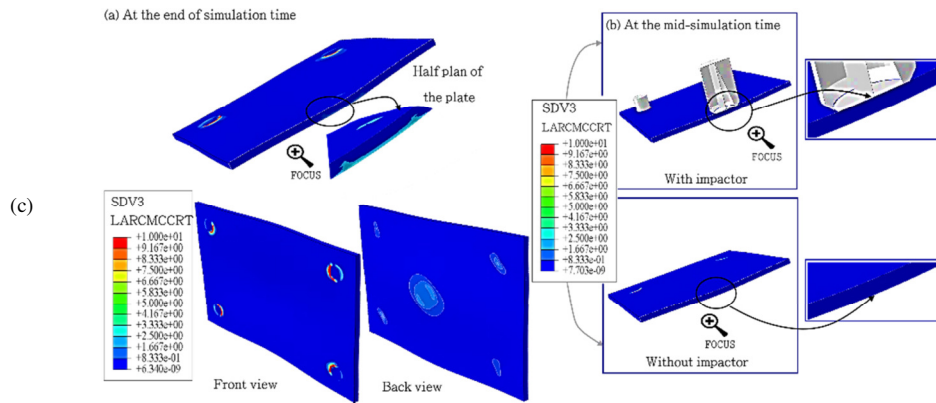 (a) At the end of simulation time
Half plan of
the plate
FOCUS
(c)
SDV3
LARCMCCRT
+1.000e+01
+9.167e+00
+8.333e+00
+7.500e+00
+6.667e+00
+5.833e+00
+5.000e+00
+4.167e+00
+3.333e+00
+2.500e+00
+1.667e+00
+8.333e-01
+6.340e-09
Front view
Back view
(b) At the mid-simulation time
SDV3
LARCMCCRT
+1.000e+01
+9.167e+00
+8.333e+00
+7.500e+00
+6.667e+00
+5.833e+00
+5.000e+00
+4.167e+00
+3.333e+00
+2.500e+00
+1.667e+00
+8.333e-01
+7.703e-09
FOCUS
With impactor
FOCUS
Without impactor